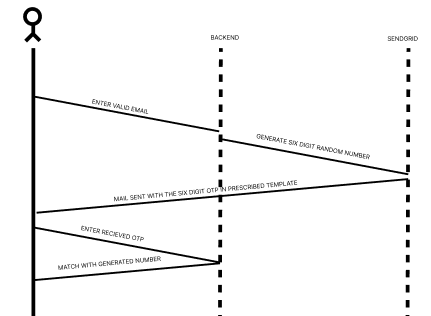 BACKEND
SENDGRID
ENTER VALID EMAIL
GENERATE SIX DIGIT RANDOM NUMBER
MAIL SENT WITH THE SIX DIGIT OTP IN PRESCRIBED TEMPLATE
ENTER RECIEVED OTP
MATCH WITH GENERATED NUMBER